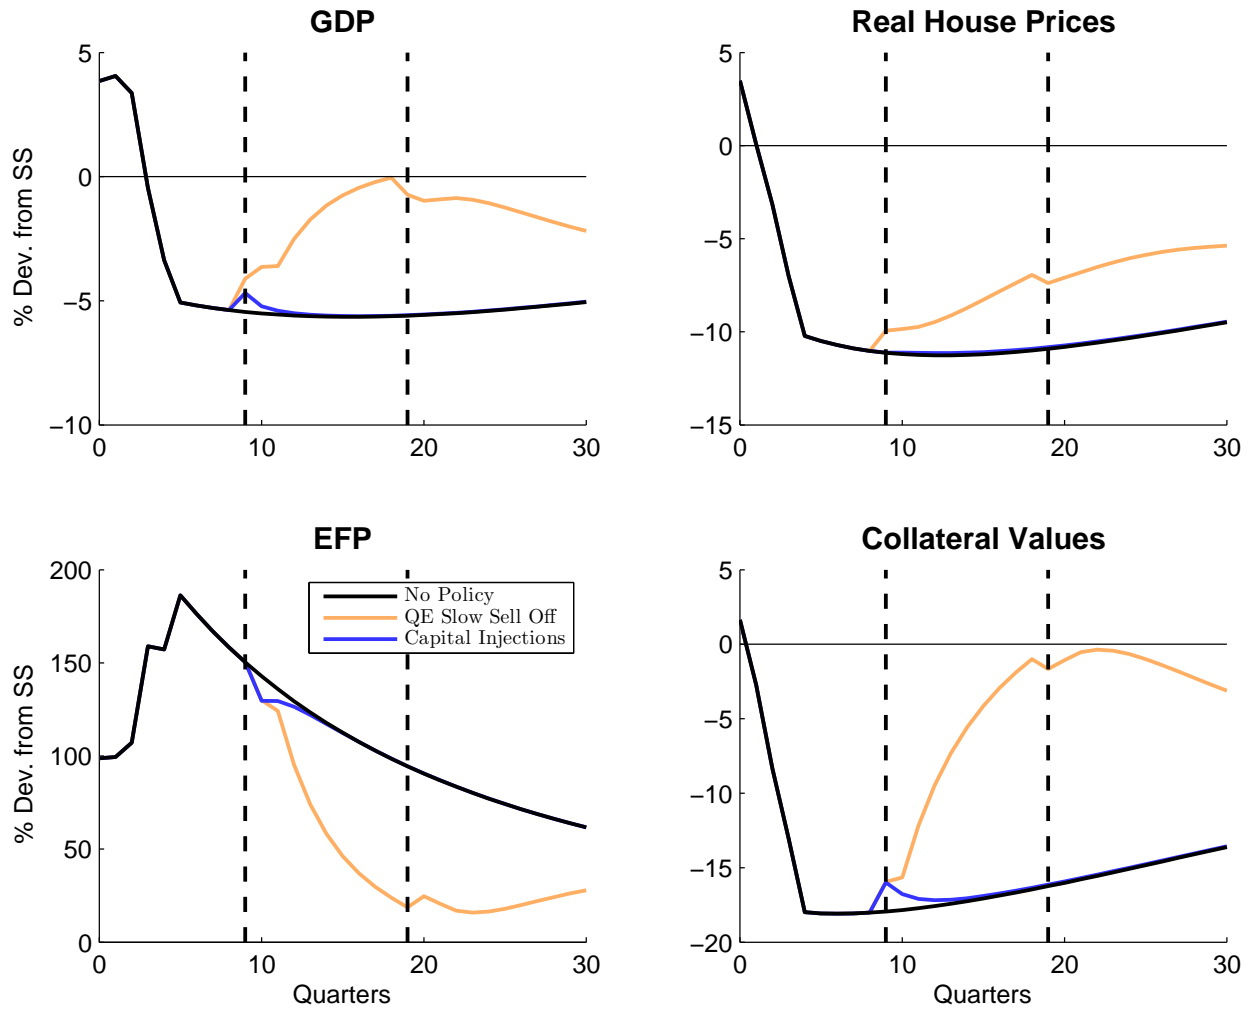 GDP
% Dev. from SS
5
0
−5
−10
0 10 20 30
Real House Prices
5
0
−5
−10
−15
0 10 20 30
EFP
% Dev. from SS
200
150
100
50
0
0 10 20 30
Quarters
No Policy
QE Slow Sell Off
Capital Injections
Collateral Values
5
0
−5
−10
−15
−20
0 10 20 30
Quarters